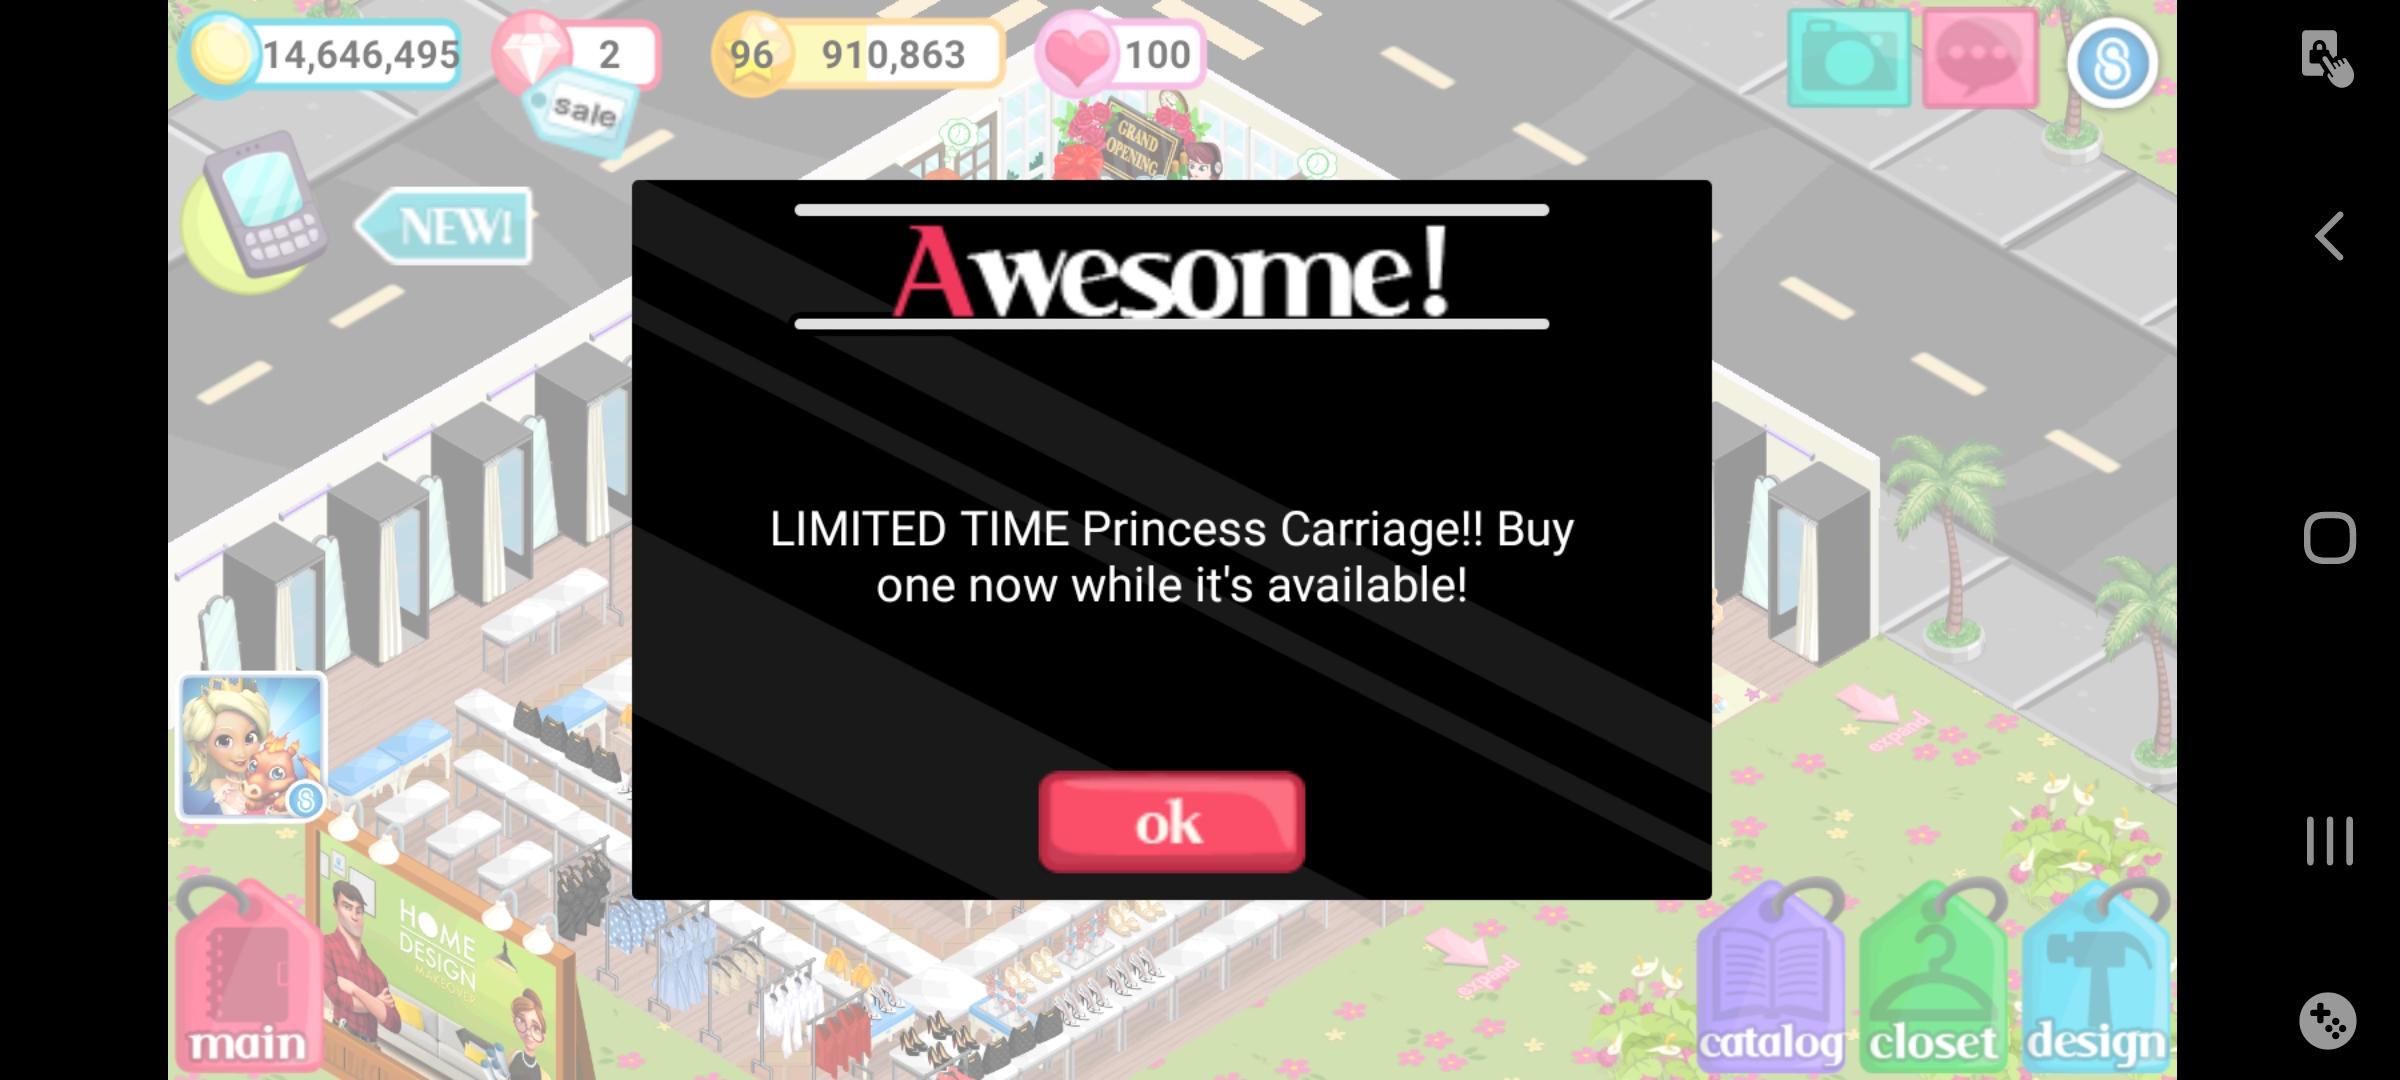 14,646,495
2
96
910,863
100
sale
NEW!
GRAND
OPENING
Awesome!
LIMITED TIME Princess Carriage!! Buy
one now while it's available!
ok
expand
expand
HOME
DESIGN
MAKEOVER
main
catalog
closet
design